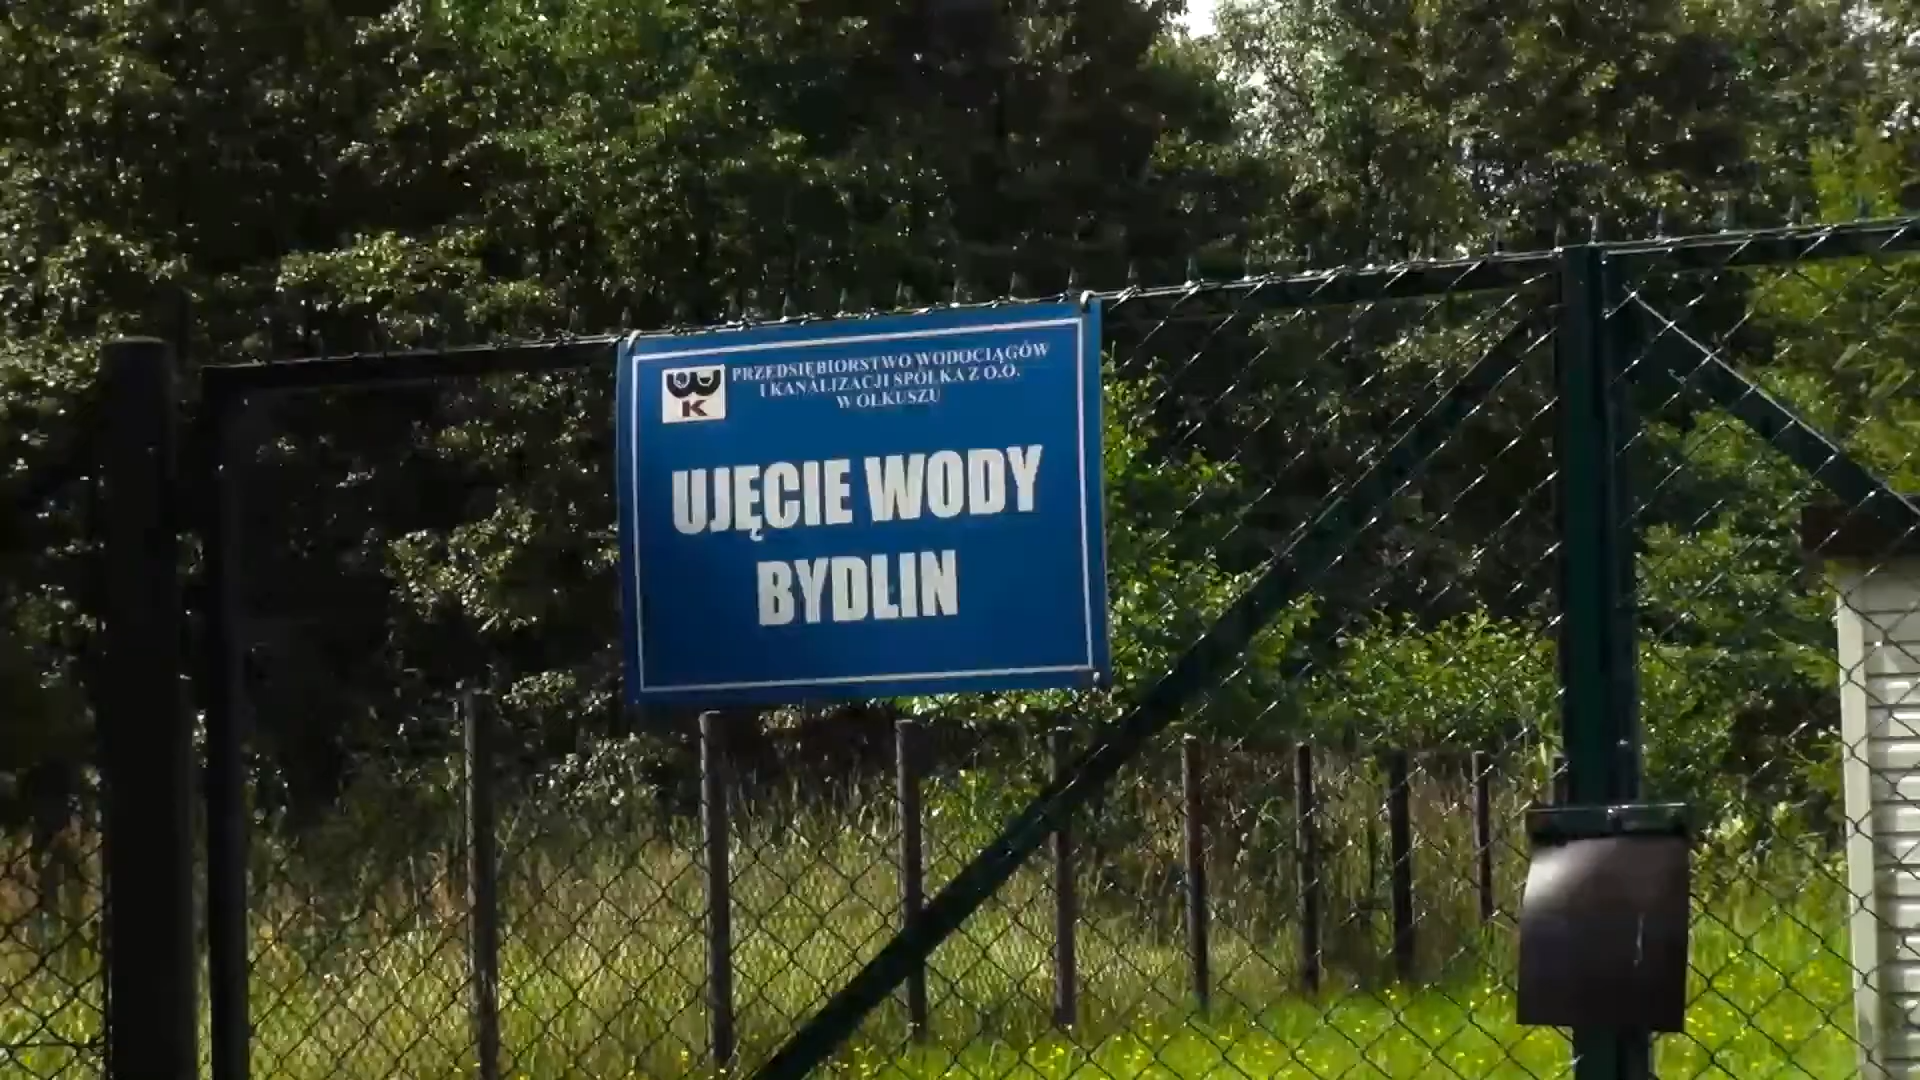 PRZEDSIĘBIORSTWO WODOCIĄGÓW
I KANALIZACJI SPÓŁKA Z O.O.
W OLKUSZU
K
UJĘCIE WODY
BYDLIN